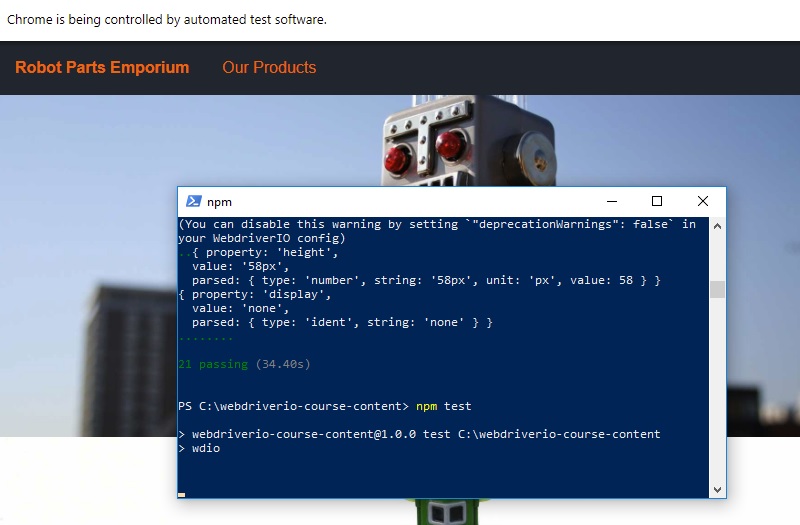 Chrome is being controlled by automated test software.
Robot Parts Emporium Our Products
npm
(You can disable this warning by setting `"deprecationWarnings": false` in
your WebdriverIO config)
..{ property: 'height',
value: '58px',
parsed: { type: 'number', string: '58px', unit: 'px', value: 58 } }
{ property: 'display',
value: 'none',
parsed: { type: 'ident', string: 'none' } }
........
21 passing (34.40s)
PS C:\webdriverio-course-content> npm test
> webdriverio-course-content@1.0.0 test C:\webdriverio-course-content
> wdio